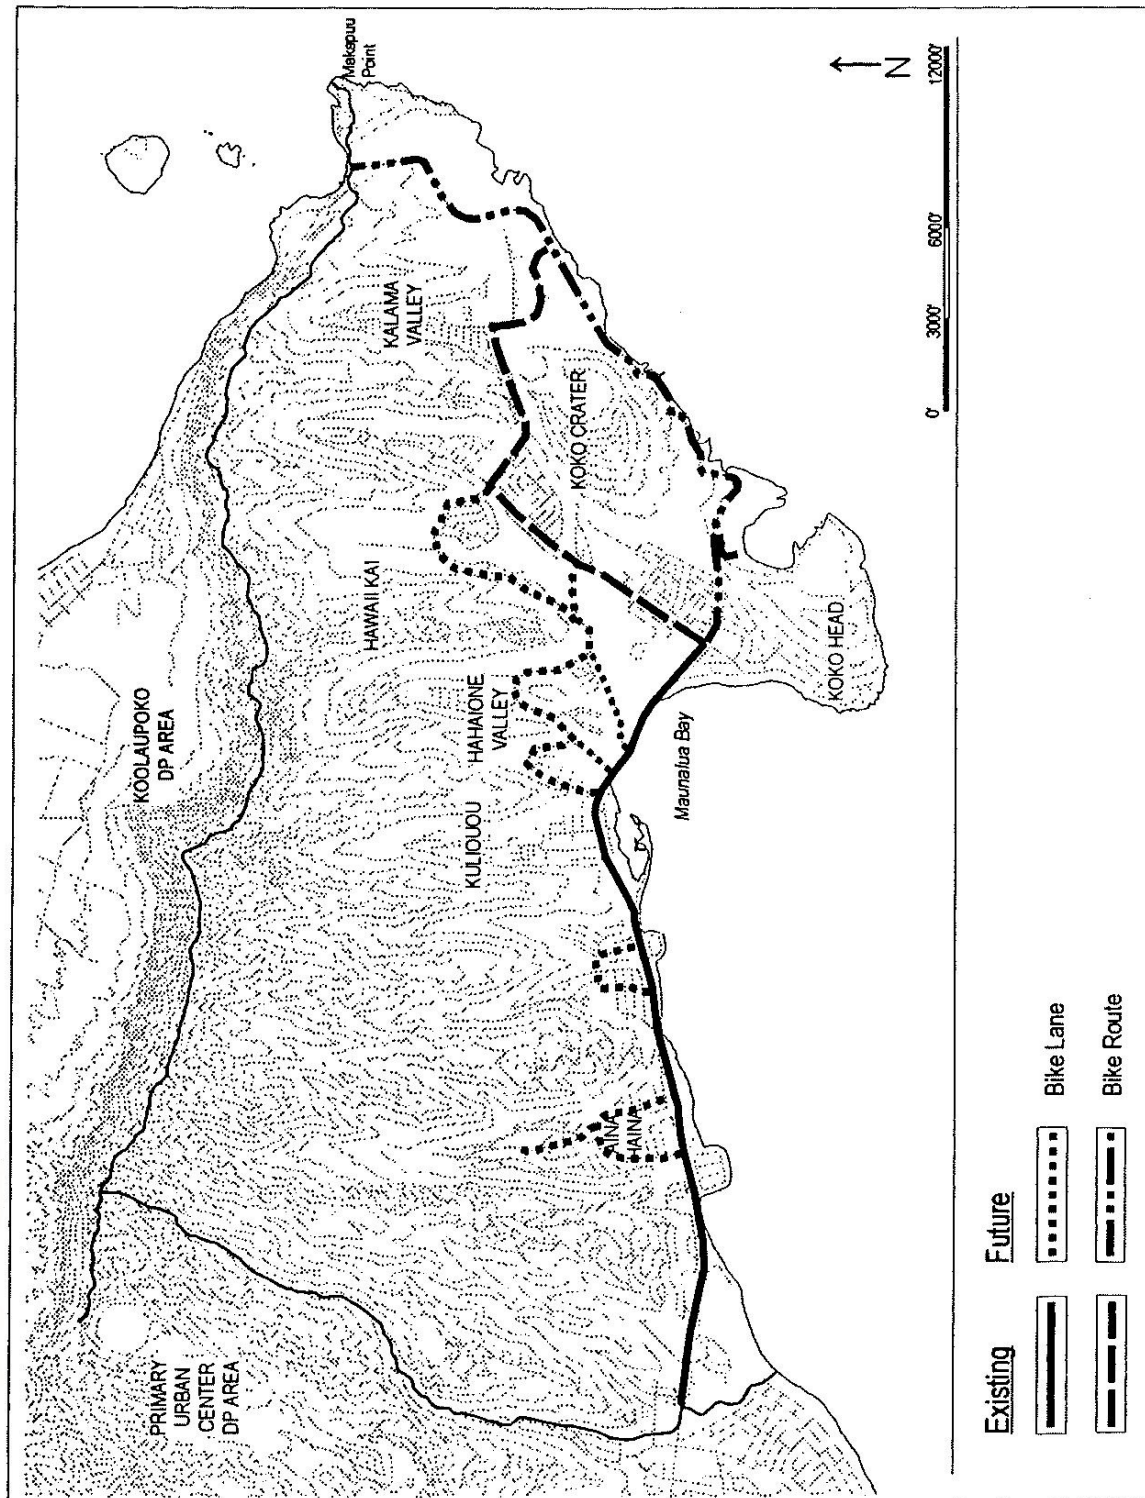 Makapuu
Point
KOOLAUPOKO
DP AREA
PRIMARY
URBAN
CENTER
DP AREA
KALAMA
VALLEY
HAWAII KAI
HAHAIONE
VALLEY
KULIOUOU
KOKO CRATER
AINA
HAINA
Maunalua Bay
KOKO HEAD
N
0' 3000' 6000' 12000'
Existing Future
Bike Lane
Bike Route